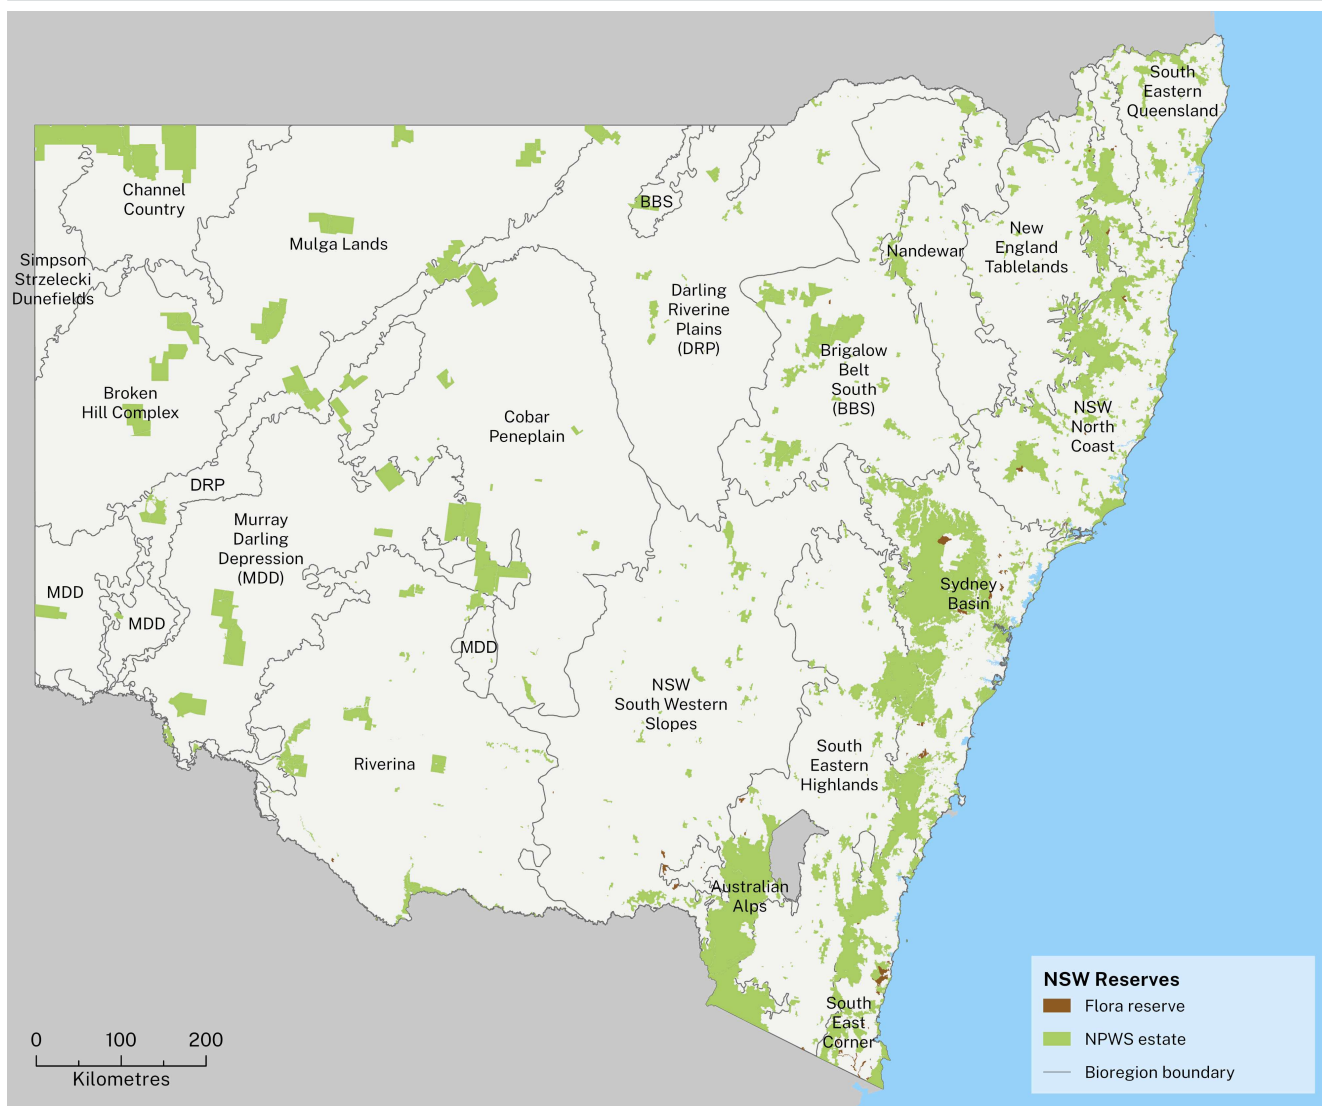 South
Eastern
Queensland
Channel
Country
BBS
Mulga Lands
New
England
Tablelands
Nandewar
Simpson
Strzelecki
Dunefields
Darling
Riverine
Plains
(DRP)
Brigalow
Belt
South
(BBS)
Broken
Hill Complex
Cobar
Peneplain
NSW
North
Coast
DRP
Murray
Darling
Depression
(MDD)
MDD
MDD
MDD
Sydney
Basin
NSW
South Western
Slopes
Riverina
South
Eastern
Highlands
Australian
Alps
South
East
Corner
0 100 200
Kilometres
NSW Reserves
Flora reserve
NPWS estate
Bioregion boundary